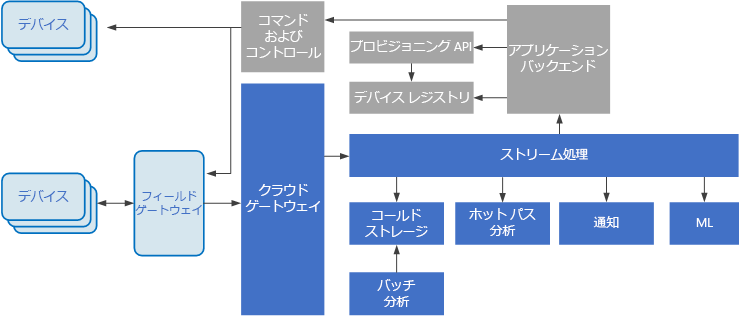 デバイス
コマンド
および
コントロール
プロビジョニング API
アプリケーション
バックエンド
デバイス レジストリ
ストリーム処理
デバイス
フィールド
ゲートウェイ
クラウド
ゲートウェイ
コールド
ストレージ
ホット パス
分析
通知
ML
バッチ
分析